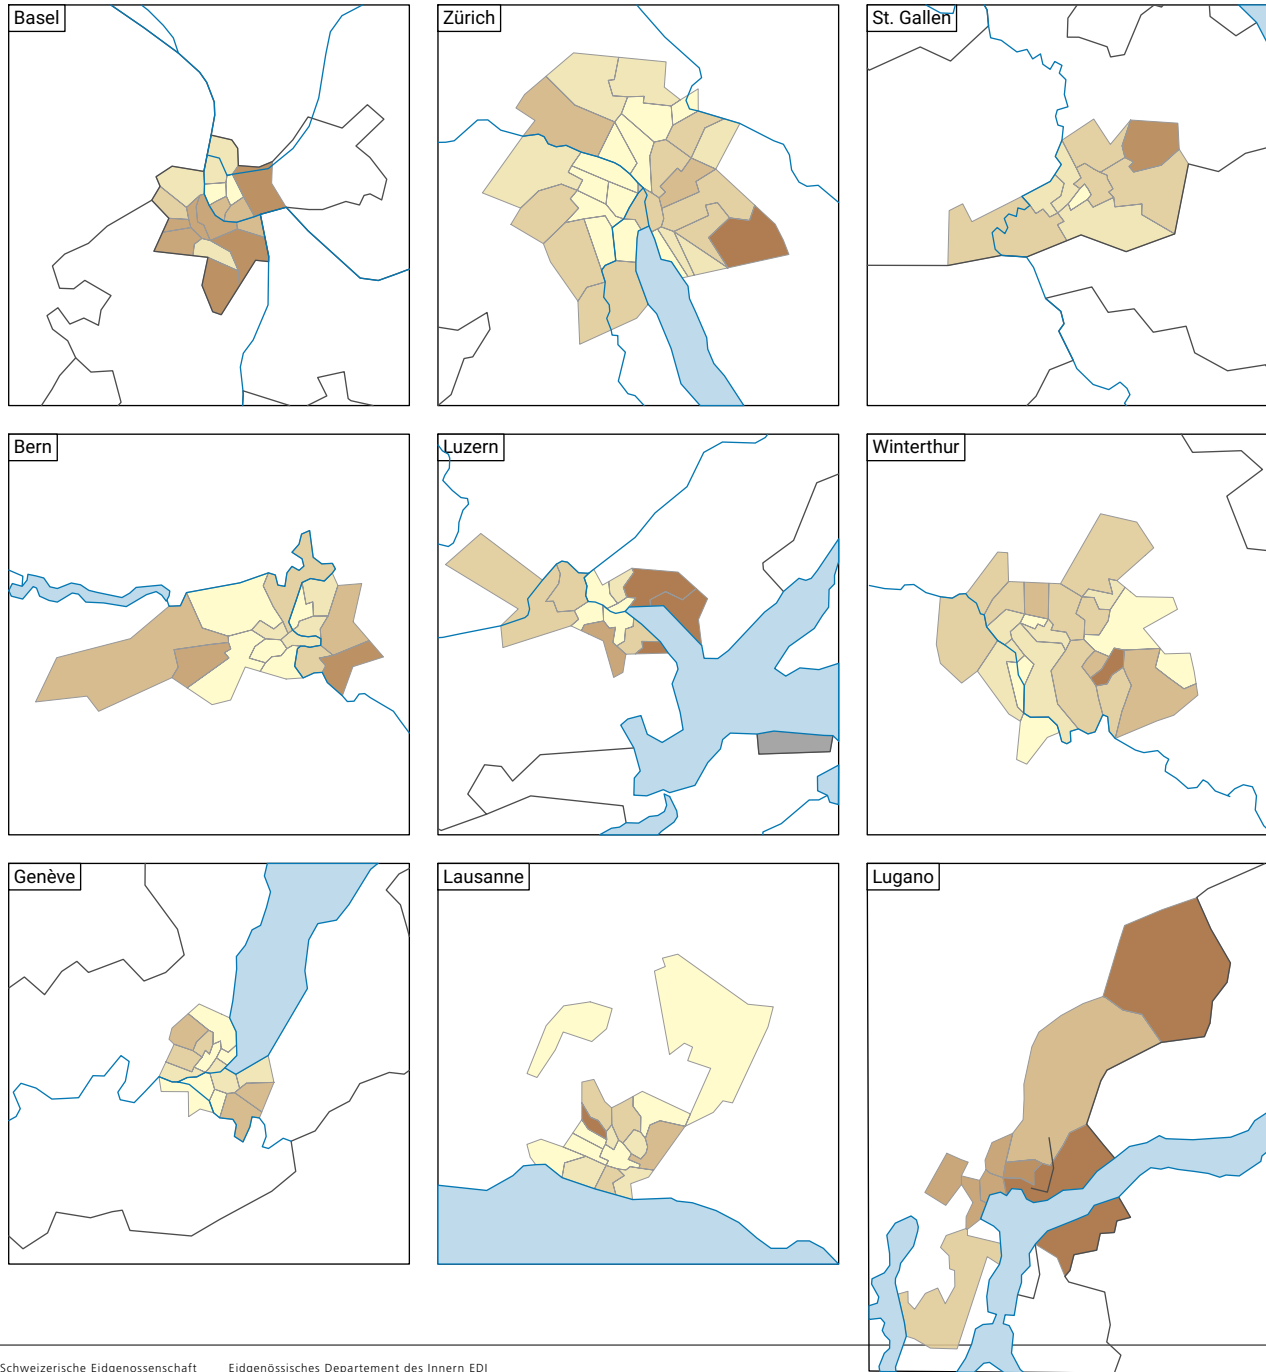 Basel
Zürich
St. Gallen
Bern
Luzern
Winterthur
Genève
Lausanne
Lugano
Schweizerische Eidgenossenschaft Eidgenössisches Departement des Innern EDI